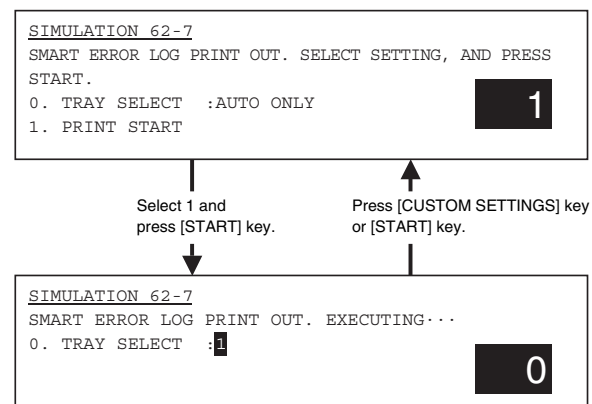 SIMULATION 62-7
SMART ERROR LOG PRINT OUT. SELECT SETTING, AND PRESS
START.
0. TRAY SELECT :AUTO ONLY
1. PRINT START
1
Select 1 and
press [START] key.
Press [CUSTOM SETTINGS] key
or [START] key.
SIMULATION 62-7
SMART ERROR LOG PRINT OUT. EXECUTING···
0. TRAY SELECT :1
0